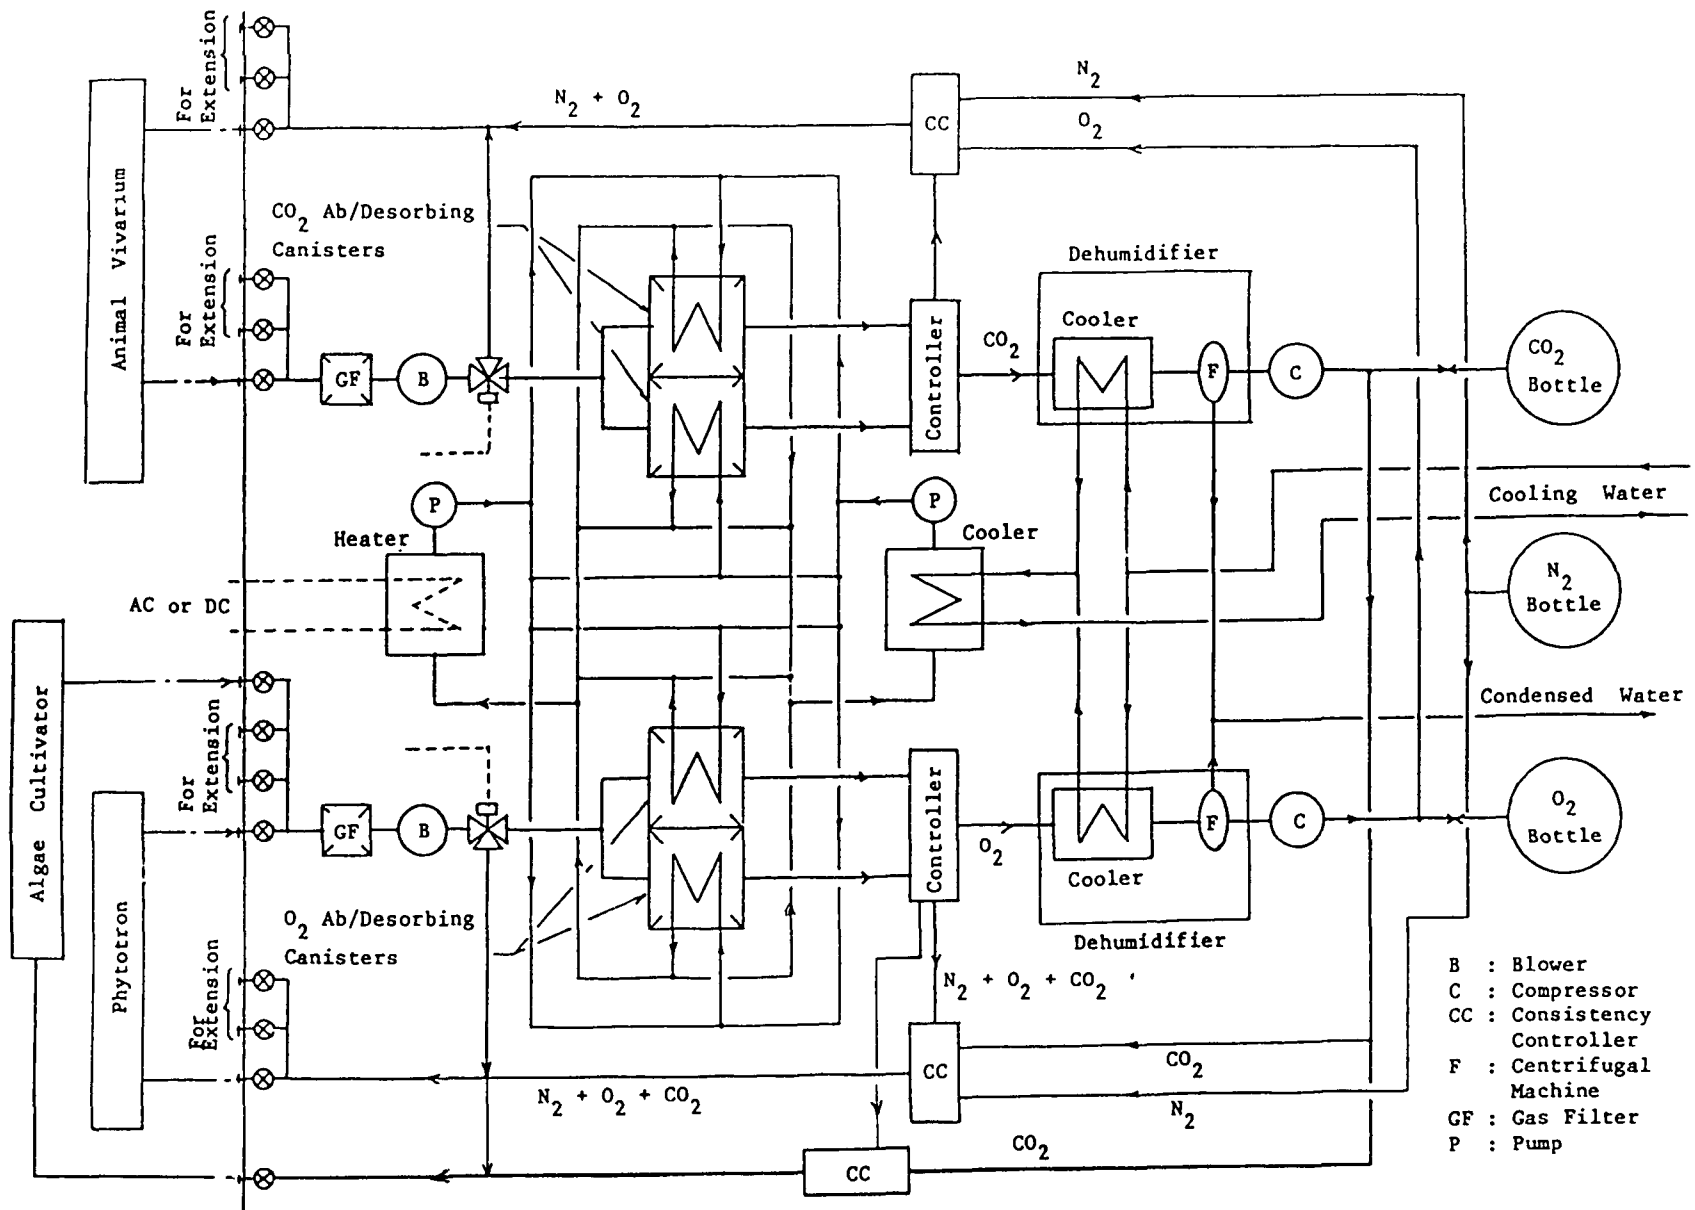 For
Extension
N2 + O2
N2
O2
CC
Animal Vivarium
CO2 Ab/Desorbing
Canisters
For
Extension
Dehumidifier
Cooler
CO2
GF
B
Controller
F
C
CO2
Bottle
P
P
Cooling Water
Heater
Cooler
AC or DC
N2
Bottle
Algae Cultivator
For
Extension
Condensed Water
Phytotron
GF
B
Controller
O2
F
C
O2
Bottle
Cooler
O2 Ab/Desorbing
Canisters
Dehumidifier
For
Extension
N2 + O2 + CO2
CC
CO2
N2
N2 + O2 + CO2
CO2
CC
B : Blower
C : Compressor
CC : Consistency
Controller
F : Centrifugal
Machine
GF : Gas Filter
P : Pump